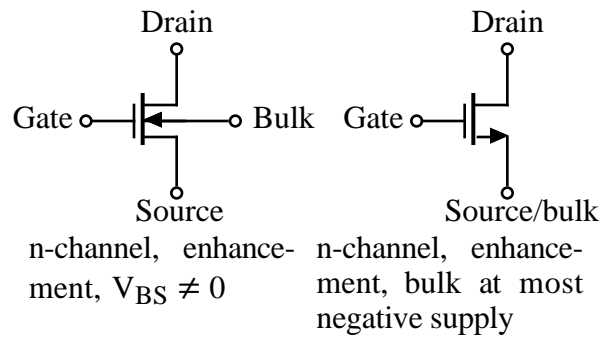 Drain
Gate
Bulk
Source
n-channel, enhance-
ment, VBS ≠ 0
Drain
Gate
Source/bulk
n-channel, enhance-
ment, bulk at most
negative supply